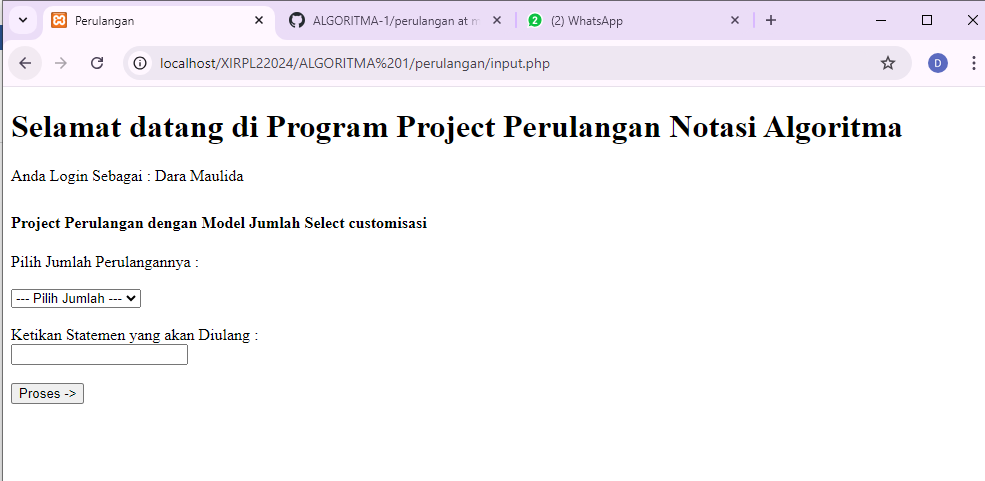 Perulangan
ALGORITMA-1/perulangan at m
2
(2) WhatsApp
localhost/XIRPL22024/ALGORITMA%201/perulangan/input.php
D
Selamat datang di Program Project Perulangan Notasi Algoritma
Anda Login Sebagai : Dara Maulida
Project Perulangan dengan Model Jumlah Select customisasi
Pilih Jumlah Perulangannya :
--- Pilih Jumlah ---
Ketikan Statemen yang akan Diulang :
Proses ->